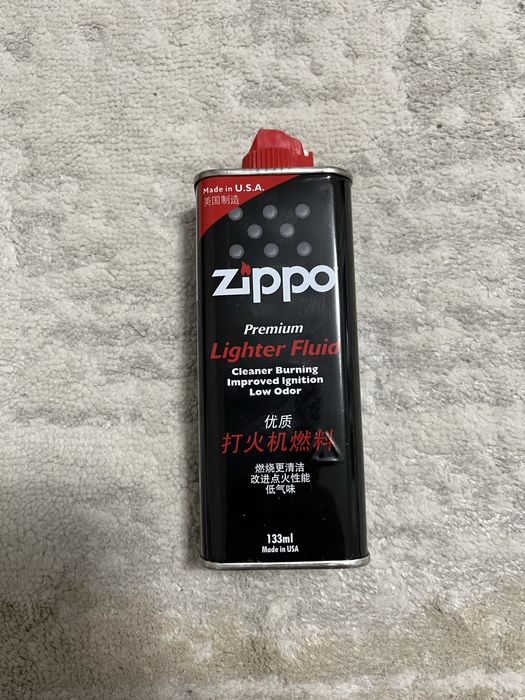 Made in U.S.A.
美国制造
Zippo
Premium
Lighter Fluid
Cleaner Burning
Improved Ignition
Low Odor
优质
打火机燃料
燃烧更清洁
改进点火性能
低气味
133ml
Made in USA